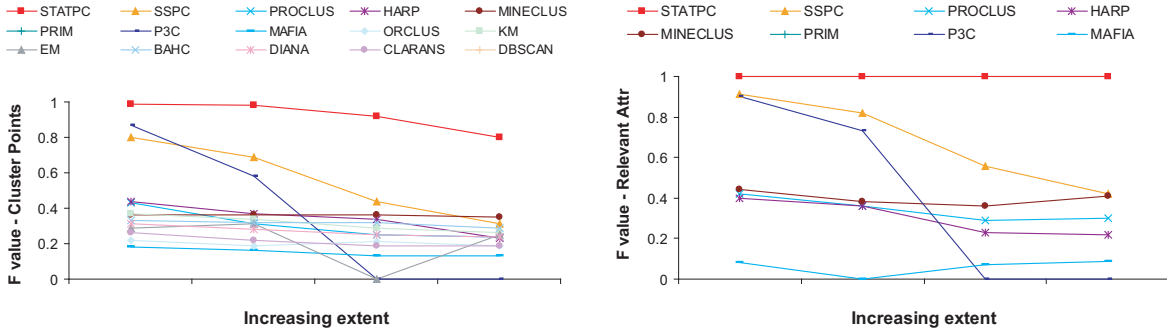 STATPC SSPC PROCLUS HARP MINECLUS
PRIM P3C MAFIA ORCLUS KM
EM BAHC DIANA CLARANS DBSCAN
F value - Cluster Points
1
0.8
0.6
0.4
0.2
0
Increasing extent
STATPC SSPC PROCLUS HARP
MINECLUS PRIM P3C MAFIA
F value - Relevant Attr
1
0.8
0.6
0.4
0.2
0
Increasing extent